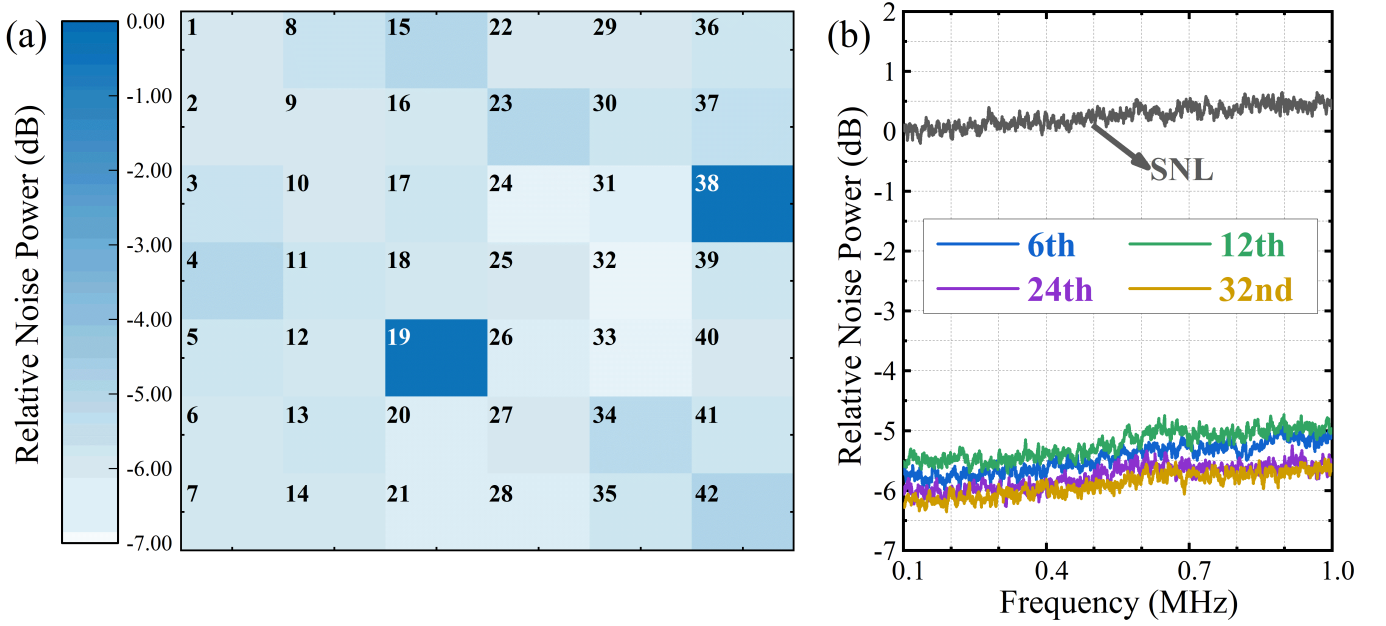 (a)
Relative Noise Power (dB)
0.00
-1.00
-2.00
-3.00
-4.00
-5.00
-6.00
-7.00
1 8 15 22 29 36
2 9 16 23 30 37
3 10 17 24 31 38
4 11 18 25 32 39
5 12 19 26 33 40
6 13 20 27 34 41
7 14 21 28 35 42
(b)
Relative Noise Power (dB)
2
1
0
-1
-2
-3
-4
-5
-6
-7
SNL
6th 12th
24th 32nd
0.1 0.4 0.7 1.0
Frequency (MHz)